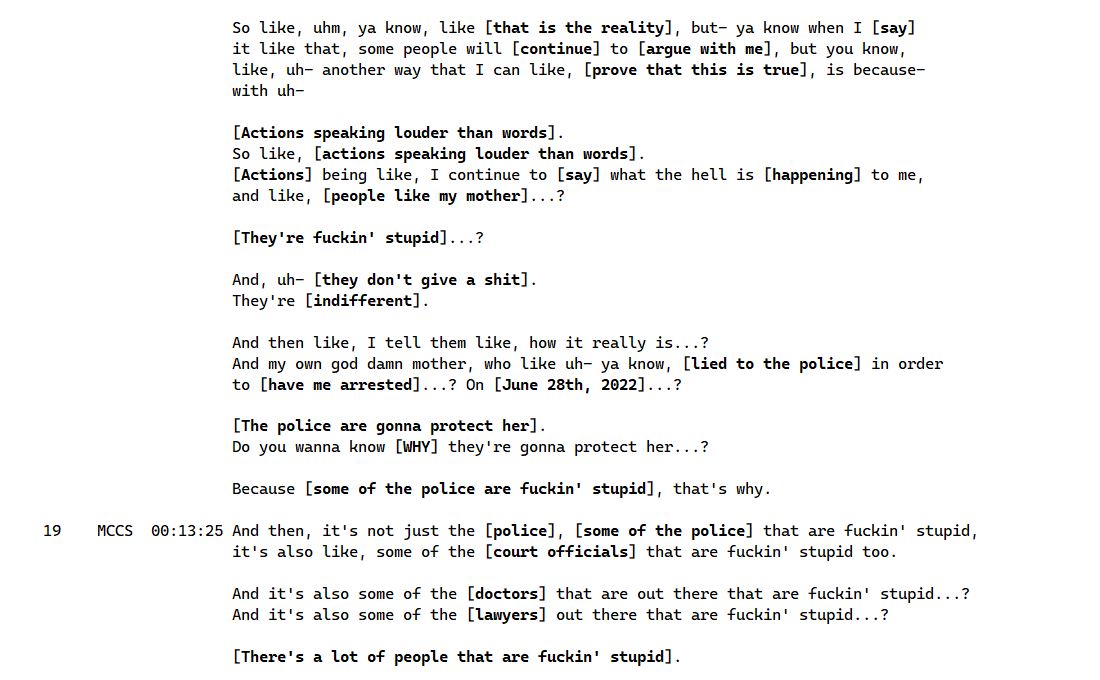 So like, uhm, ya know, like [that is the reality], but− ya know when I [say]
it like that, some people will [continue] to [argue with me], but you know,
like, uh− another way that I can like, [prove that this is true], is because−
with uh−
[Actions speaking louder than words].
So like, [actions speaking louder than words].
[Actions] being like, I continue to [say] what the hell is [happening] to me,
and like, [people like my mother]...?
[They're fuckin' stupid]...?
And, uh− [they don't give a shit].
They're [indifferent].
And then like, I tell them like, how it really is...?
And my own god damn mother, who like uh− ya know, [lied to the police] in order
to [have me arrested]...? On [June 28th, 2022]...?
[The police are gonna protect her].
Do you wanna know [WHY] they're gonna protect her...?
Because [some of the police are fuckin' stupid], that's why.
19 MCCS 00:13:25 And then, it's not just the [police], [some of the police] that are fuckin' stupid,
it's also like, some of the [court officials] that are fuckin' stupid too.
And it's also some of the [doctors] that are out there that are fuckin' stupid...?
And it's also some of the [lawyers] out there that are fuckin' stupid...?
[There's a lot of people that are fuckin' stupid].